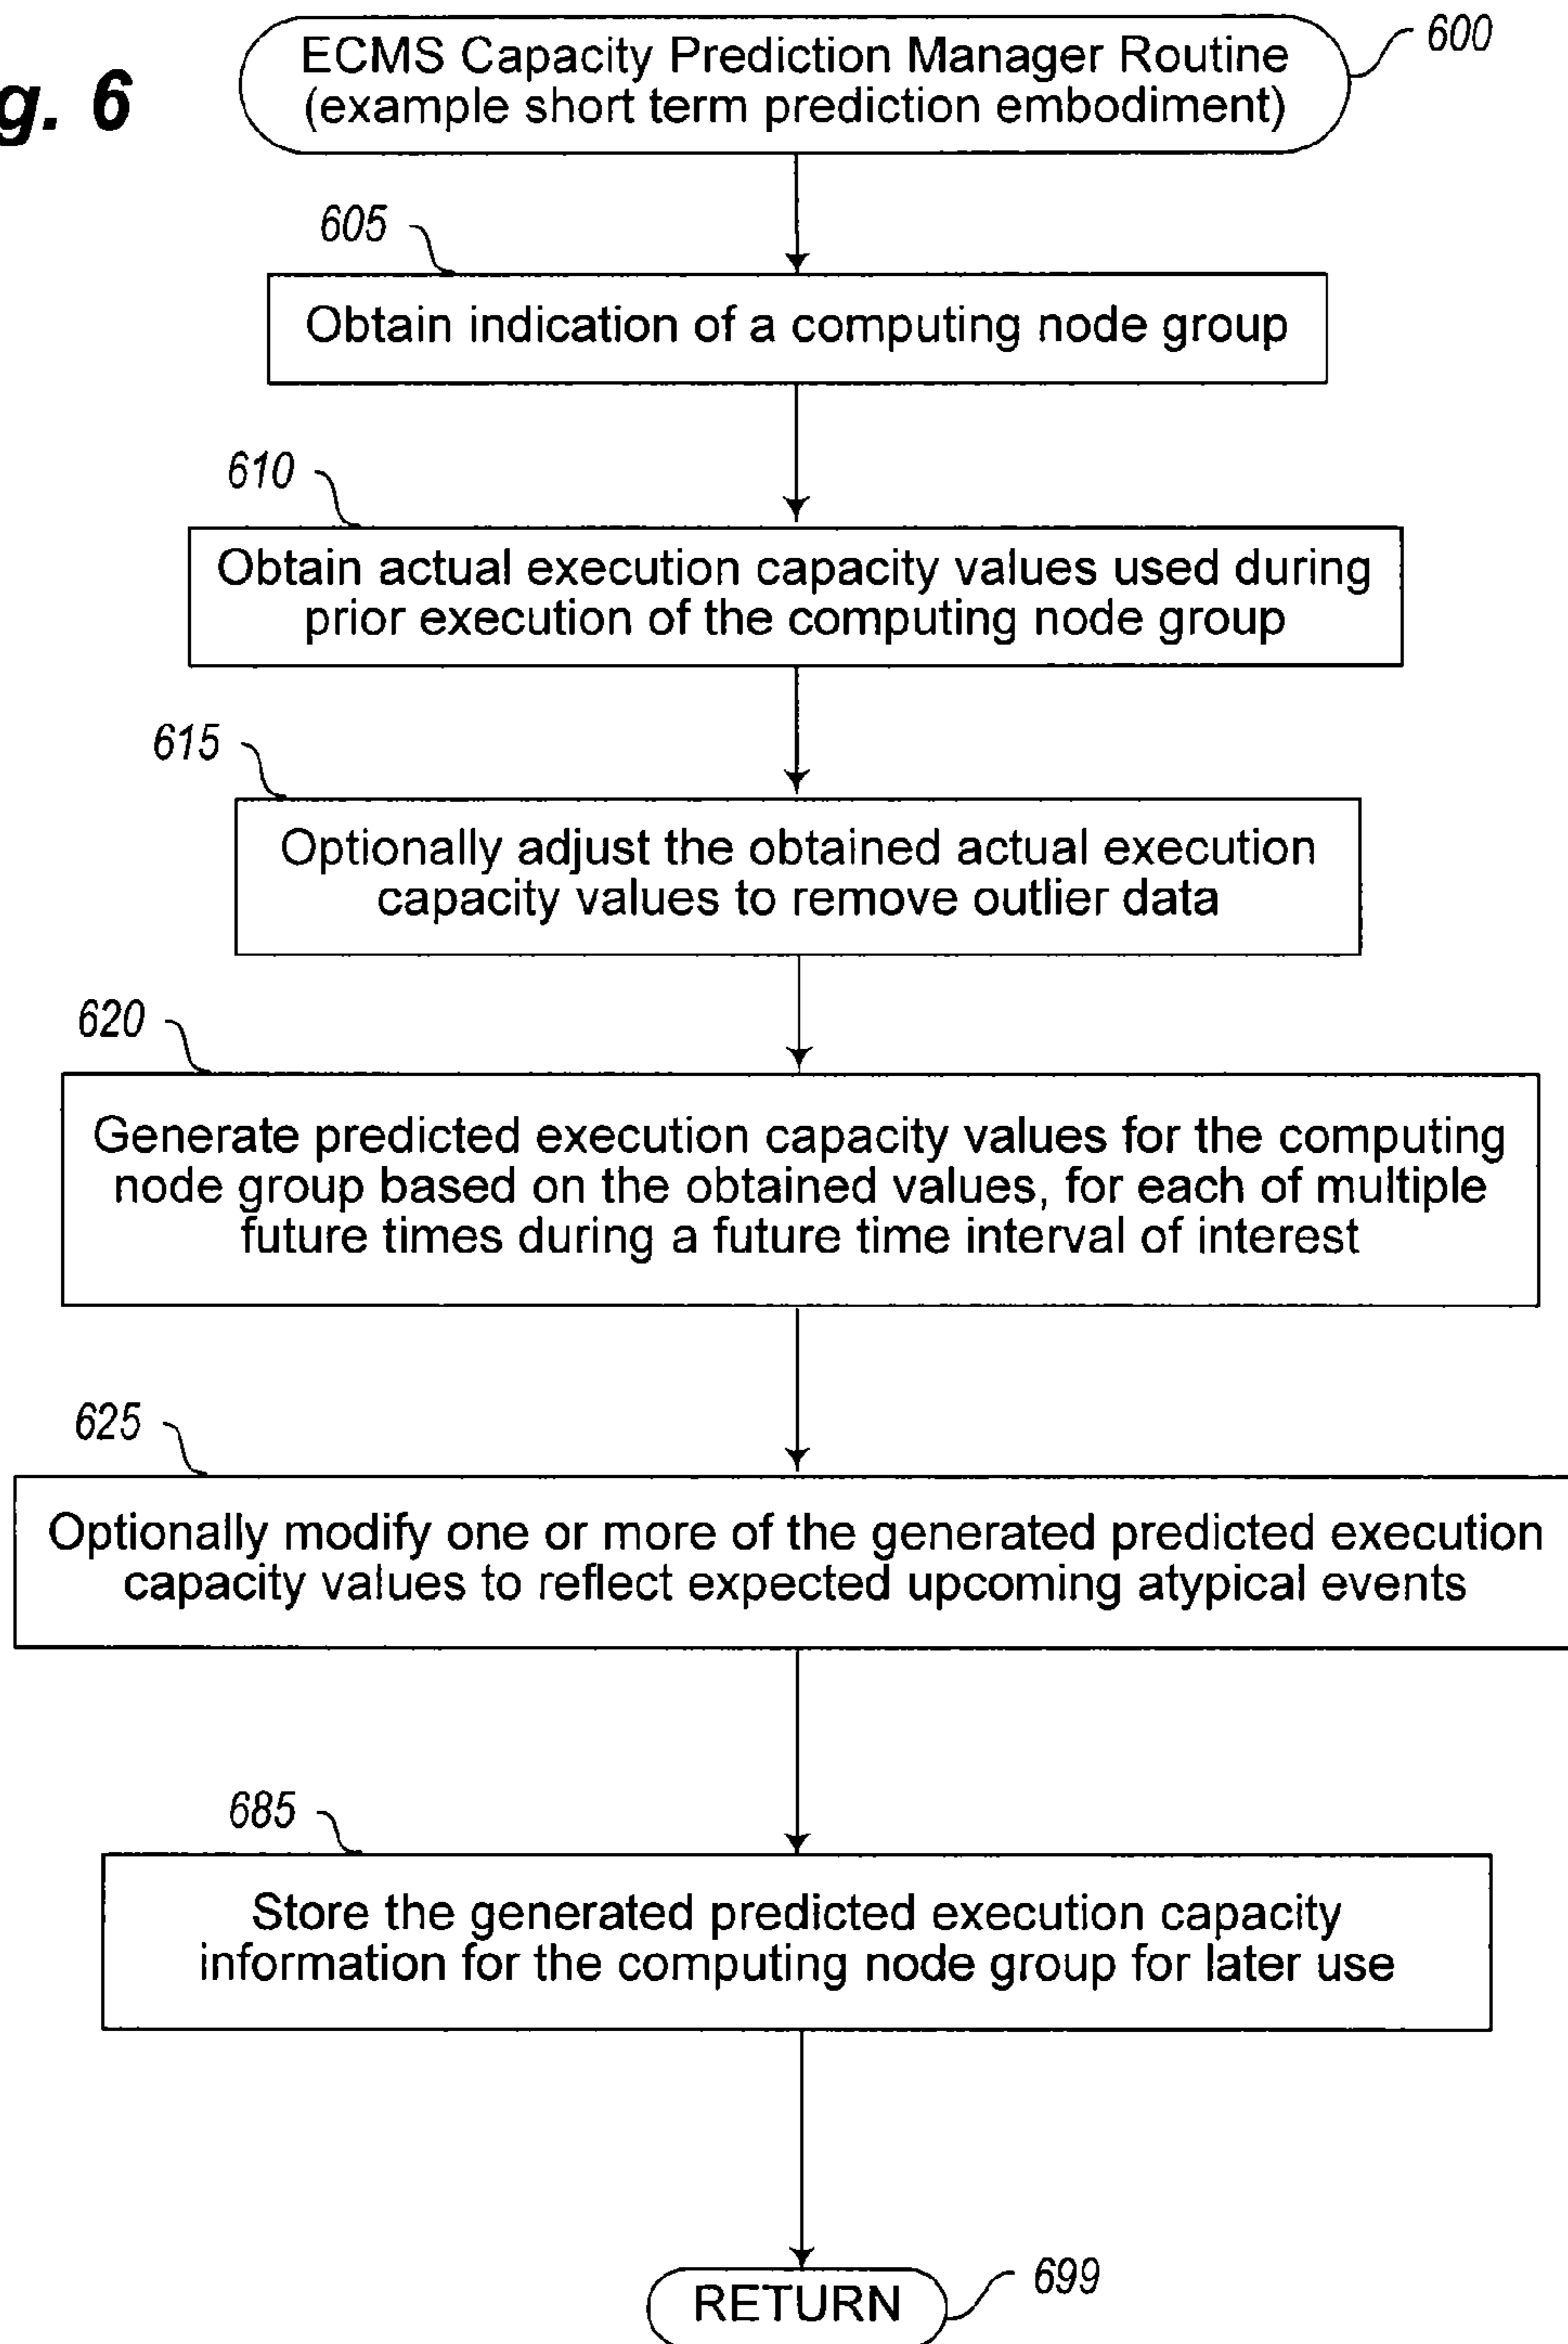 g. 6
ECMS Capacity Prediction Manager Routine
(example short term prediction embodiment)
600
605
Obtain indication of a computing node group
610
Obtain actual execution capacity values used during
prior execution of the computing node group
615
Optionally adjust the obtained actual execution
capacity values to remove outlier data
620
Generate predicted execution capacity values for the computing
node group based on the obtained values, for each of multiple
future times during a future time interval of interest
625
Optionally modify one or more of the generated predicted execution
capacity values to reflect expected upcoming atypical events
685
Store the generated predicted execution capacity
information for the computing node group for later use
RETURN
699